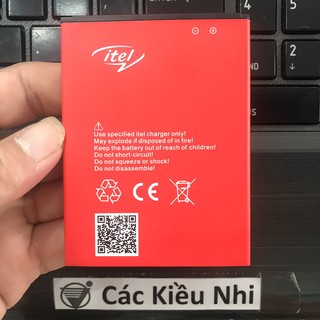 itel
Use specified itel charger only!
May explode if disposed of in fire!
Keep the battery out of reach of children!
Do not short-circuit!
Do not squeeze or shock!
Do not disassemble!
CE
Các Kiều Nhi